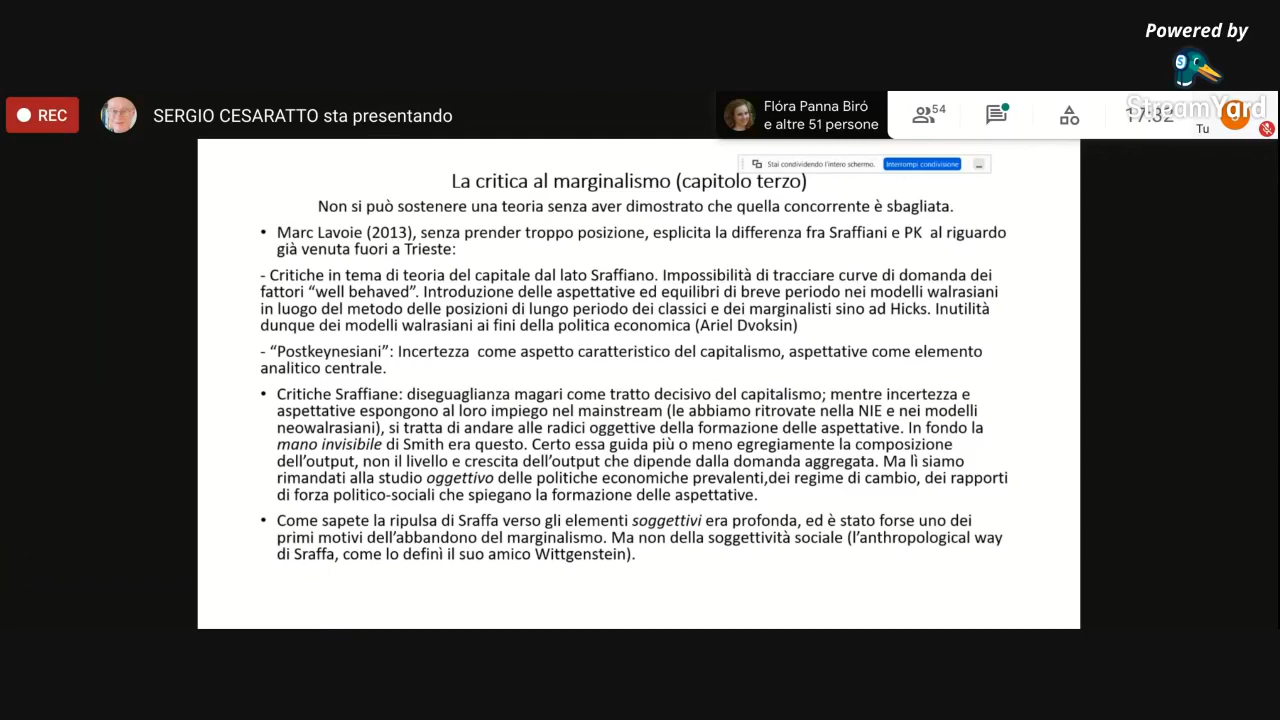 Powered by
StreamYard
REC
SERGIO CESARATTO sta presentando
Flóra Panna Biró
e altre 51 persone
54
17:32
Tu
Stai condividendo l'intero schermo.
Interrompi condivisione
La critica al marginalismo (capitolo terzo)
Non si può sostenere una teoria senza aver dimostrato che quella concorrente è sbagliata.
• Marc Lavoie (2013), senza prender troppo posizione, esplicita la differenza fra Sraffiani e PK al riguardo
già venuta fuori a Trieste:
- Critiche in tema di teoria del capitale dal lato Sraffiano. Impossibilità di tracciare curve di domanda dei
fattori “well behaved”. Introduzione delle aspettative ed equilibri di breve periodo nei modelli walrasiani
in luogo del metodo delle posizioni di lungo periodo dei classici e dei marginalisti sino ad Hicks. Inutilità
dunque dei modelli walrasiani ai fini della politica economica (Ariel Dvoksin)
- “Postkeynesiani”: Incertezza come aspetto caratteristico del capitalismo, aspettative come elemento
analitico centrale.
• Critiche Sraffiane: diseguaglianza magari come tratto decisivo del capitalismo; mentre incertezza e
aspettative espongono al loro impiego nel mainstream (le abbiamo ritrovate nella NIE e nei modelli
neowalrasiani), si tratta di andare alle radici oggettive della formazione delle aspettative. In fondo la
mano invisibile di Smith era questo. Certo essa guida più o meno egregiamente la composizione
dell’output, non il livello e crescita dell’output che dipende dalla domanda aggregata. Ma lì siamo
rimandati alla studio oggettivo delle politiche economiche prevalenti,dei regime di cambio, dei rapporti
di forza politico-sociali che spiegano la formazione delle aspettative.
• Come sapete la ripulsa di Sraffa verso gli elementi soggettivi era profonda, ed è stato forse uno dei
primi motivi dell’abbandono del marginalismo. Ma non della soggettività sociale (l’anthropological way
di Sraffa, come lo definì il suo amico Wittgenstein).